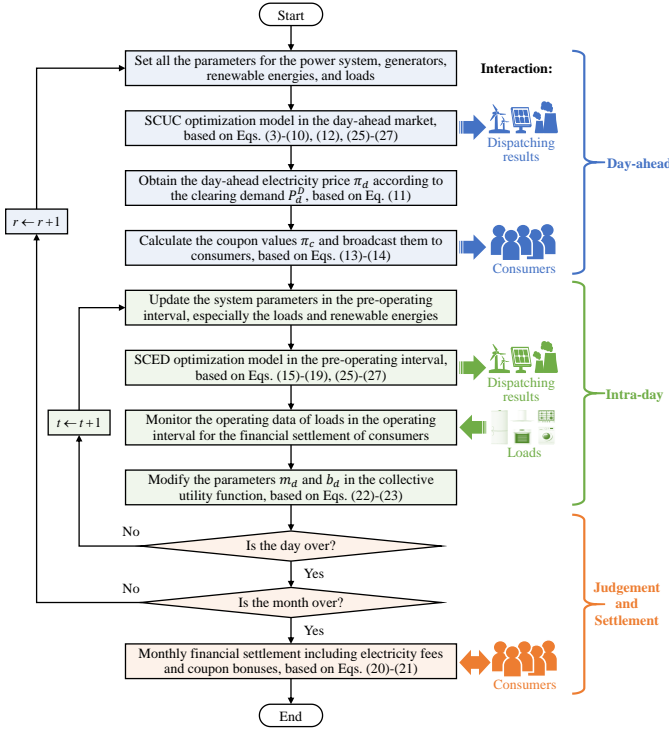 Start
Set all the parameters for the power system, generators,
renewable energies, and loads
Interaction:
SCUC optimization model in the day-ahead market,
based on Eqs. (3)-(10), (12), (25)-(27)
Dispatching
results
Day-ahead
Obtain the day-ahead electricity price π_d according to
the clearing demand P_d^D, based on Eq. (11)
r ← r+1
Calculate the coupon values π_c and broadcast them to
consumers, based on Eqs. (13)-(14)
Consumers
Update the system parameters in the pre-operating
interval, especially the loads and renewable energies
SCED optimization model in the pre-operating interval,
based on Eqs. (15)-(19), (25)-(27)
Dispatching
results
Intra-day
t ← t+1
Monitor the operating data of loads in the operating
interval for the financial settlement of consumers
Loads
Modify the parameters m_d and b_d in the collective
utility function, based on Eqs. (22)-(23)
No
Is the day over?
Yes
No
Is the month over?
Judgement
and
Settlement
Yes
Monthly financial settlement including electricity fees
and coupon bonuses, based on Eqs. (20)-(21)
Consumers
End